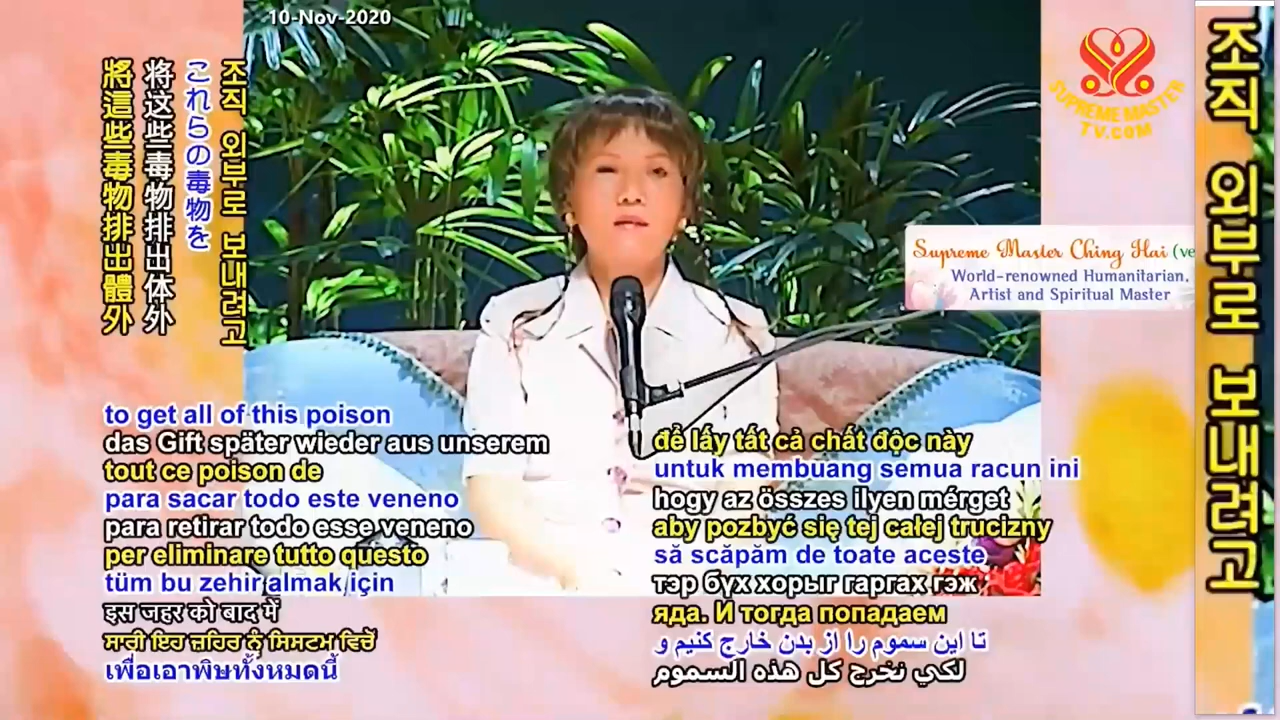 10-Nov-2020
SUPREME MASTER
TV.COM
조직 외부로 보내려고
これらの毒物を
将这些毒物排出体外
將這些毒物排出體外
Supreme Master Ching Hai (ve
World-renowned Humanitarian,
Artist and Spiritual Master
to get all of this poison
das Gift später wieder aus unserem
tout ce poison de
para sacar todo este veneno
para retirar todo esse veneno
per eliminare tutto questo
tüm bu zehir almak için
इस जहर को बाद में
ਸਾਰੀ ਇਹ ਜ਼ਹਿਰ ਨੂੰ ਸਿਸਟਮ ਵਿਚੋਂ
เพื่อเอาพิษทั้งหมดนี้
để lấy tất cả chất độc này
untuk membuang semua racun ini
hogy az összes ilyen mérget
aby pozbyć się tej całej trucizny
să scăpăm de toate aceste
тэр бүх хорыг гаргах гэж
яда. И тогда попадаем
تا این سموم را از بدن خارج کنیم و
لكي نخرج كل هذه السموم
조직 외부로 보내려고